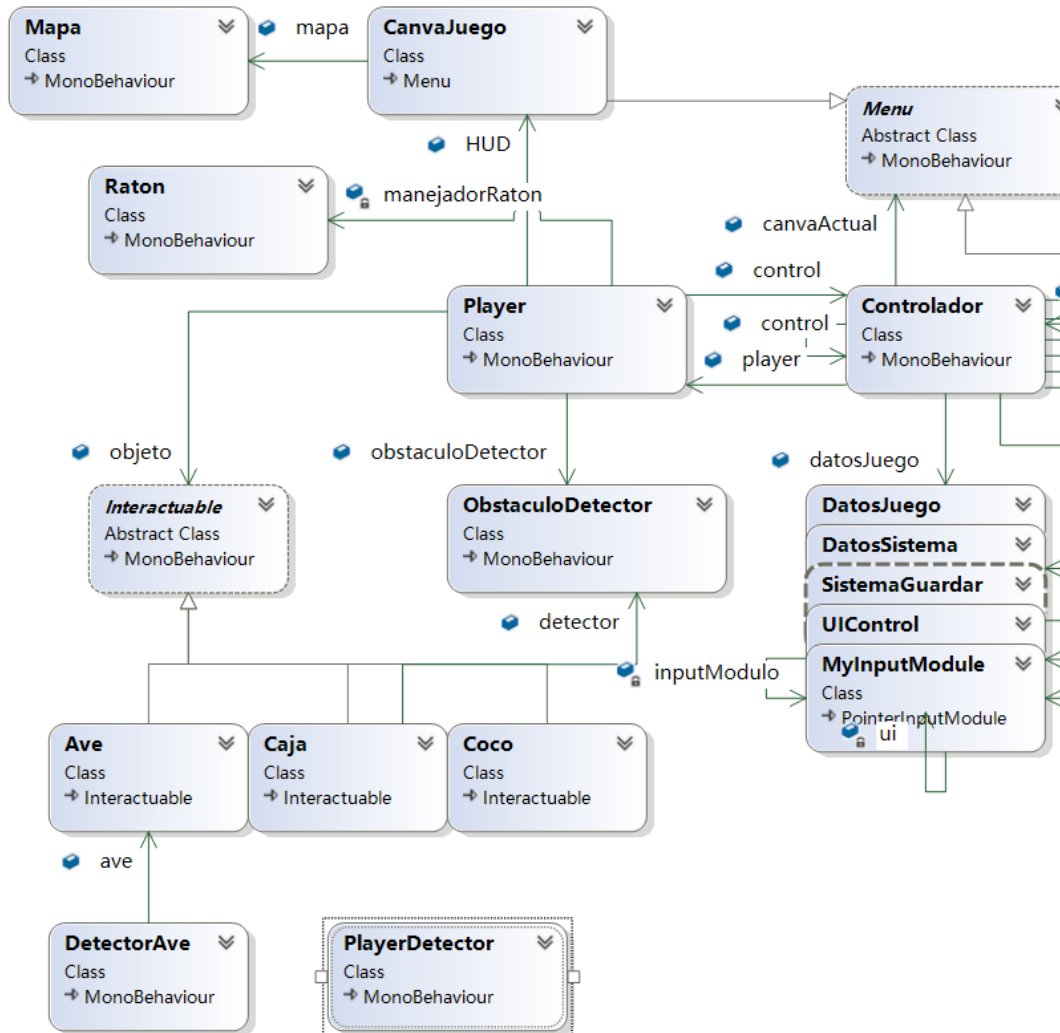 Mapa
Class
MonoBehaviour
mapa
CanvaJuego
Class
Menu
Menu
Abstract Class
MonoBehaviour
HUD
Raton
Class
MonoBehaviour
manejadorRaton
canvaActual
control
Player
Class
MonoBehaviour
control
player
Controlador
Class
MonoBehaviour
objeto
obstaculoDetector
datosJuego
Interactuable
Abstract Class
MonoBehaviour
ObstaculoDetector
Class
MonoBehaviour
DatosJuego
DatosSistema
SistemaGuardar
UIControl
MyInputModule
Class
PointerInputModule
detector
inputModulo
ui
Ave
Class
Interactuable
Caja
Class
Interactuable
Coco
Class
Interactuable
ave
DetectorAve
Class
MonoBehaviour
PlayerDetector
Class
MonoBehaviour